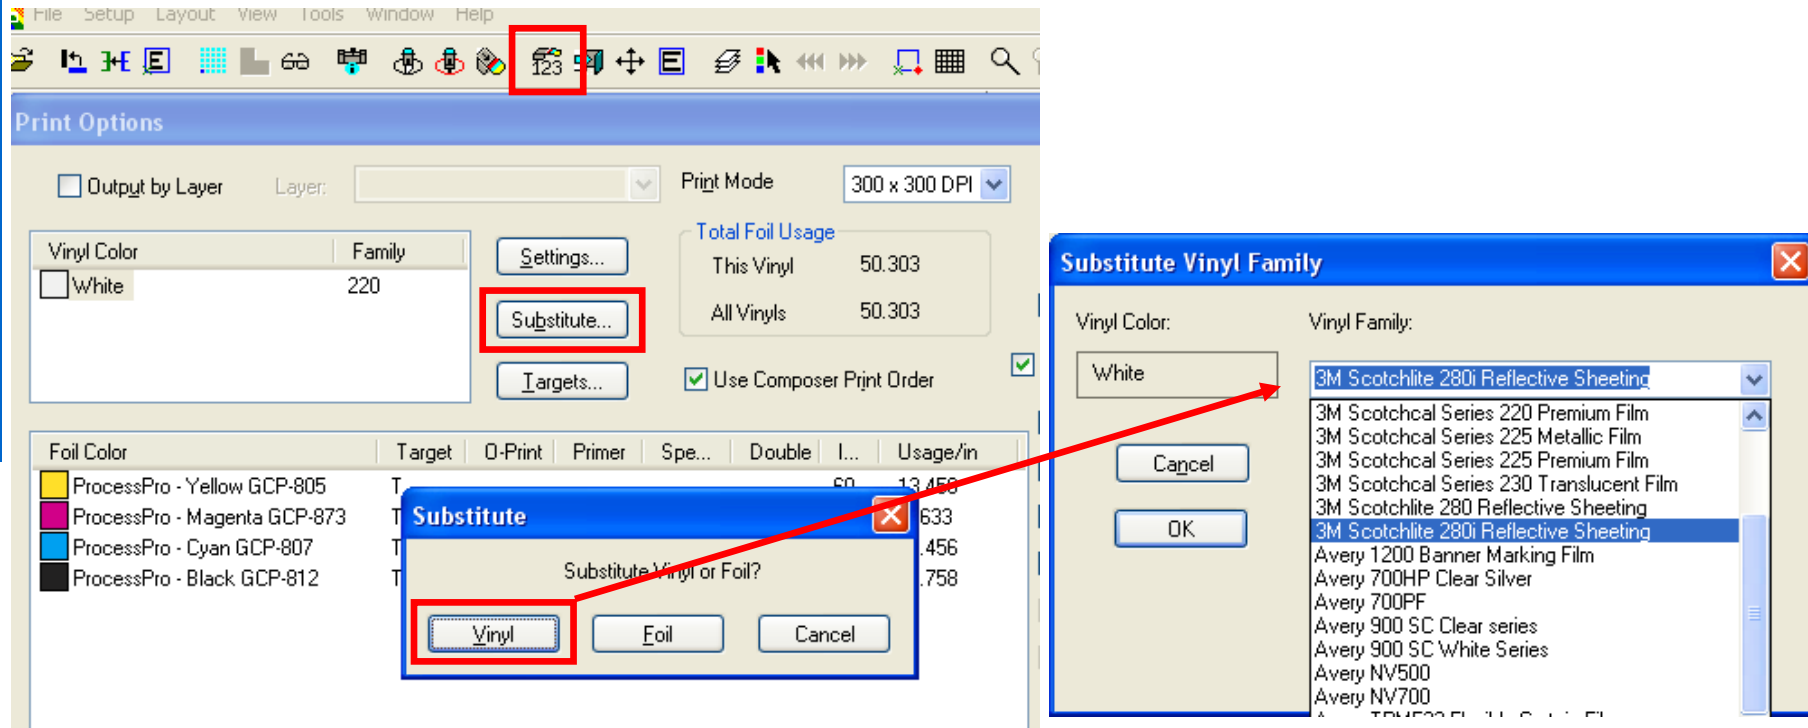 File Setup Layout View Tools Window Help
123
Print Options
Output by Layer Layer: Print Mode 300 x 300 DPI
Vinyl Color Family
White 220
Settings...
Substitute...
Targets...
Total Foil Usage
This Vinyl 50.303
All Vinyls 50.303
Use Composer Print Order
Foil Color Target O-Print Primer Spe... Double I... Usage/in
ProcessPro - Yellow GCP-805 T
ProcessPro - Magenta GCP-873 T 633
ProcessPro - Cyan GCP-807 T .456
ProcessPro - Black GCP-812 T .758
Substitute
Substitute Vinyl or Foil?
Vinyl Foil Cancel
Substitute Vinyl Family
Vinyl Color: Vinyl Family:
White
Cancel
OK
3M Scotchlite 280i Reflective Sheeting
3M Scotchcal Series 220 Premium Film
3M Scotchcal Series 225 Metallic Film
3M Scotchcal Series 225 Premium Film
3M Scotchcal Series 230 Translucent Film
3M Scotchlite 280 Reflective Sheeting
3M Scotchlite 280i Reflective Sheeting
Avery 1200 Banner Marking Film
Avery 700HP Clear Silver
Avery 700PF
Avery 900 SC Clear series
Avery 900 SC White Series
Avery NV500
Avery NV700